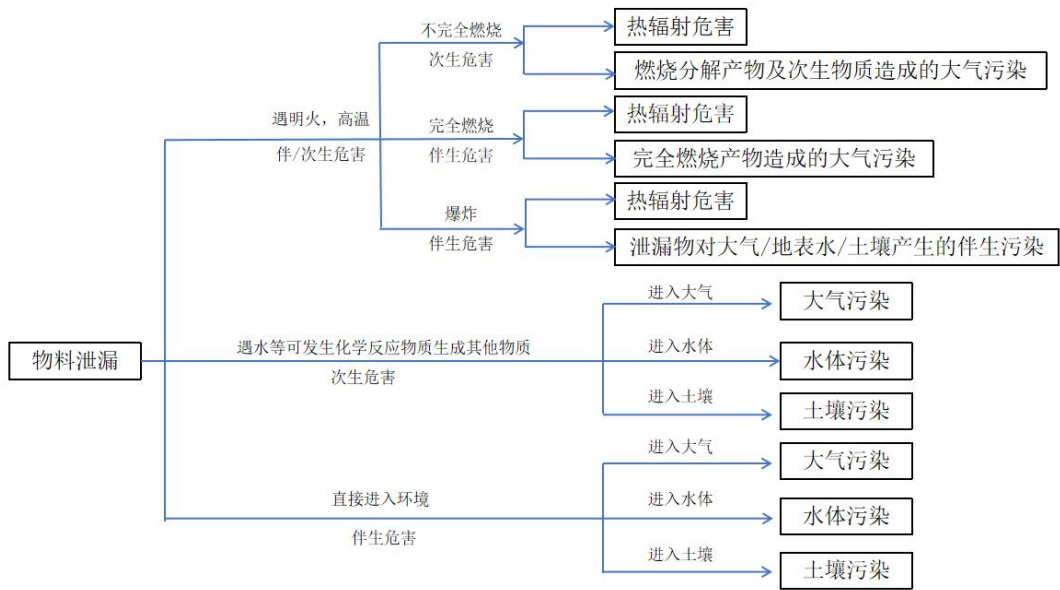 不完全燃烧
次生危害
热辐射危害
燃烧分解产物及次生物质造成的大气污染
遇明火，高温
伴/次生危害
完全燃烧
伴生危害
热辐射危害
完全燃烧产物造成的大气污染
爆炸
伴生危害
热辐射危害
泄漏物对大气/地表水/土壤产生的伴生污染
物料泄漏
遇水等可发生化学反应物质生成其他物质
次生危害
进入大气
大气污染
进入水体
水体污染
进入土壤
土壤污染
直接进入环境
伴生危害
进入大气
大气污染
进入水体
水体污染
进入土壤
土壤污染